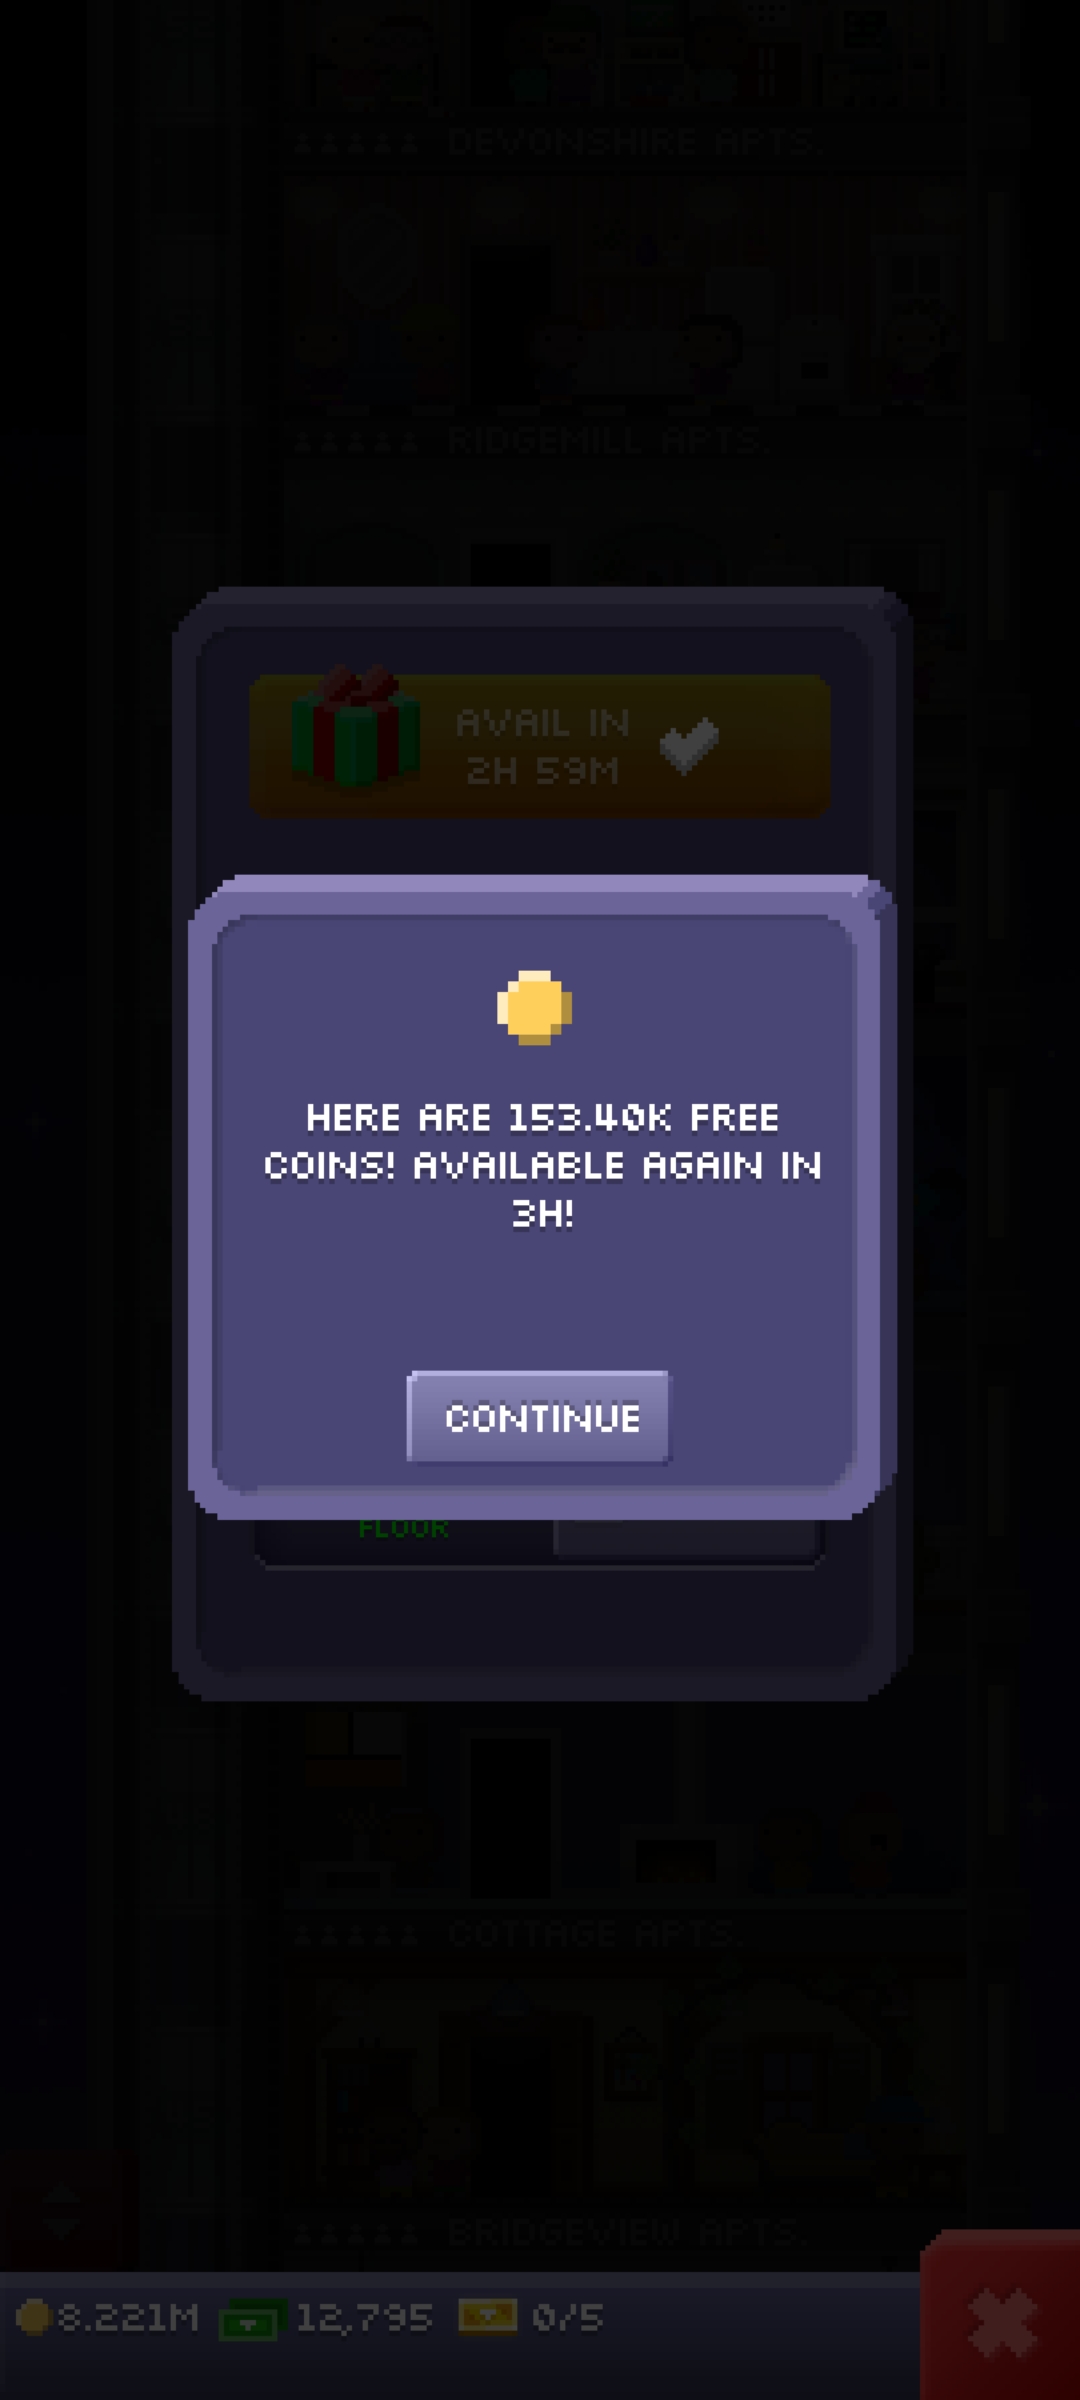 DEVONSHIRE APTS.
RIDGEMILL APTS.
AVAIL IN
2H 59M
HERE ARE 153.40K FREE
COINS! AVAILABLE AGAIN IN
3H!
CONTINUE
FLOOR
COTTAGE APTS.
BRIDGEVIEW APTS.
8.221M 12,795 0/5